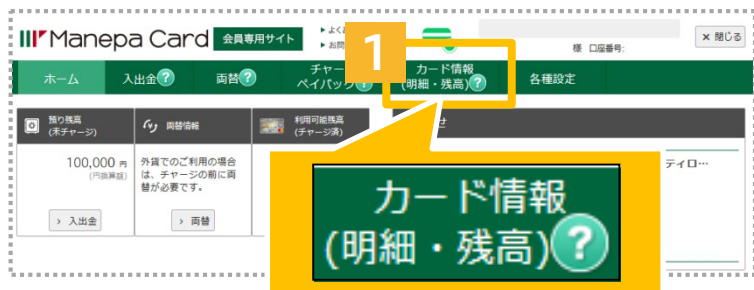 Manepa Card 会員専用サイト
▶ よく
▶ お問
1
様 口座番号:
× 閉じる
ホーム
入出金?
両替?
チャー
ペイバック?
カード情報
(明細・残高)?
各種設定
預り残高
(未チャージ)
両替情報
利用可能残高
(チャージ済)
せ
100,000 円
(円換算額)
外貨でのご利用の場合
は、チャージの前に両
替が必要です。
ティロ…
> 入出金
> 両替
カード情報
(明細・残高)?